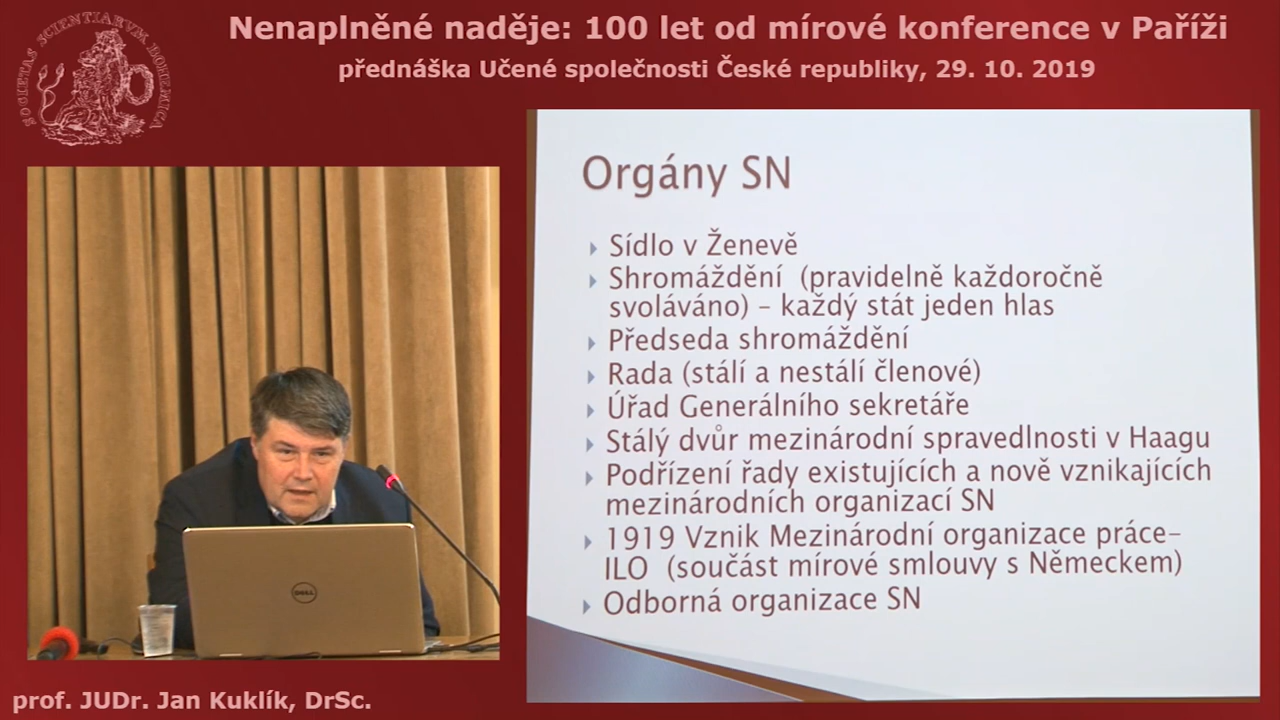 Nenaplněné naděje: 100 let od mírové konference v Paříži
přednáška Učené společnosti České republiky, 29. 10. 2019
SOCIETAS SCIENTIARUM BOHEMICA
Orgány SN
Sídlo v Ženevě
Shromáždění (pravidelně každoročně
svoláváno) – každý stát jeden hlas
Předseda shromáždění
Rada (stálí a nestálí členové)
Úřad Generálního sekretáře
Stálý dvůr mezinárodní spravedlnosti v Haagu
Podřízení řady existujících a nově vznikajících
mezinárodních organizací SN
1919 Vznik Mezinárodní organizace práce-
ILO (součást mírové smlouvy s Německem)
Odborná organizace SN
DELL
prof. JUDr. Jan Kuklík, DrSc.